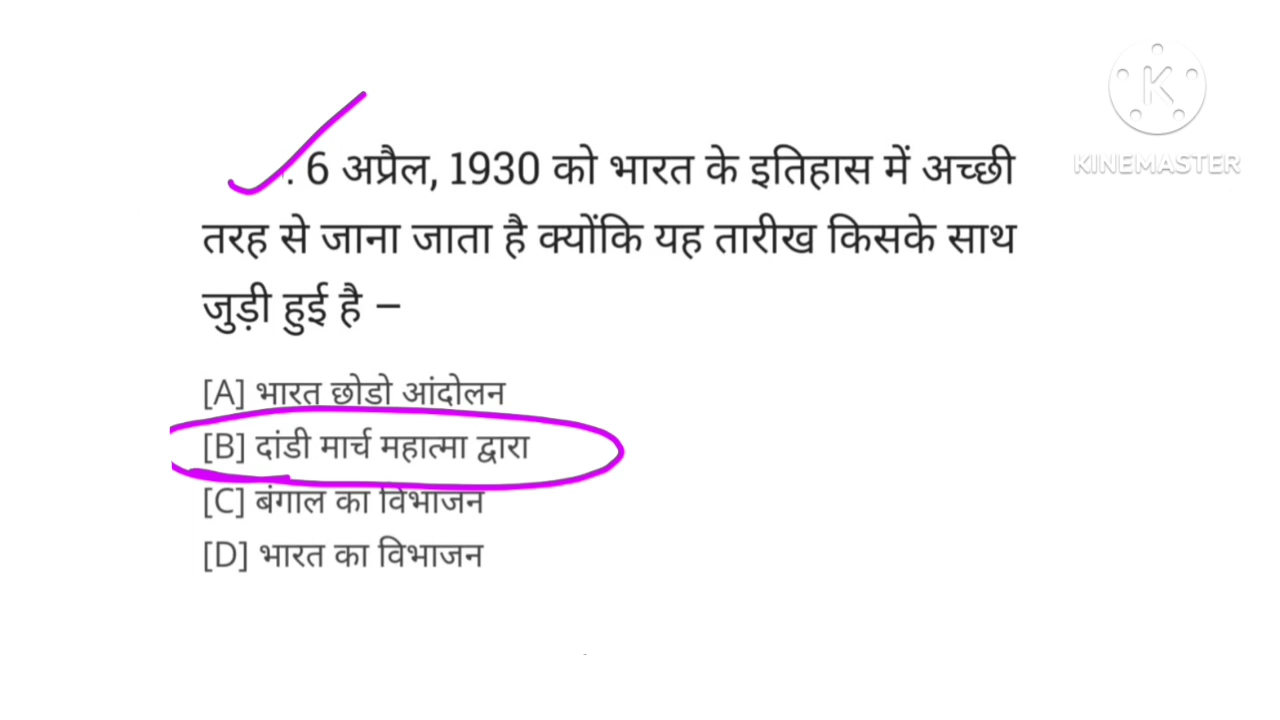 . 6 अप्रैल, 1930 को भारत के इतिहास में अच्छी
तरह से जाना जाता है क्योंकि यह तारीख किसके साथ
जुड़ी हुई है –
[A] भारत छोडो आंदोलन
[B] दांडी मार्च महात्मा द्वारा
[C] बंगाल का विभाजन
[D] भारत का विभाजन
K
KINEMASTER